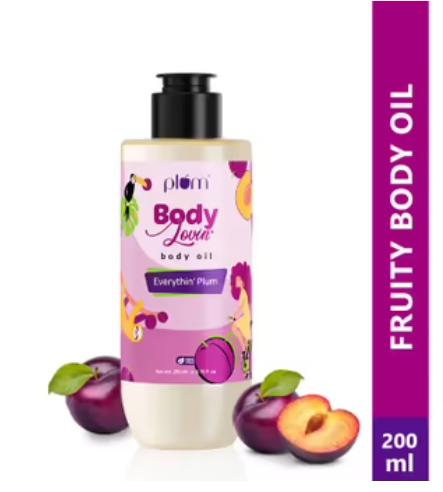 plum
Body
Lovin'
body oil
Everythin' Plum
FRUITY BODY OIL
200
ml